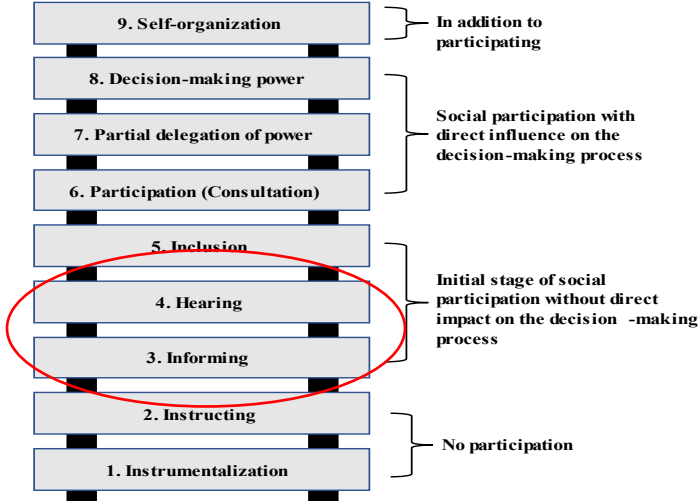 9. Self-organization
In addition to
participating
8. Decision-making power
7. Partial delegation of power
6. Participation (Consultation)
Social participation with
direct influence on the
decision-making process
5. Inclusion
4. Hearing
3. Informing
Initial stage of social
participation without direct
impact on the decision -making
process
2. Instructing
1. Instrumentalization
No participation